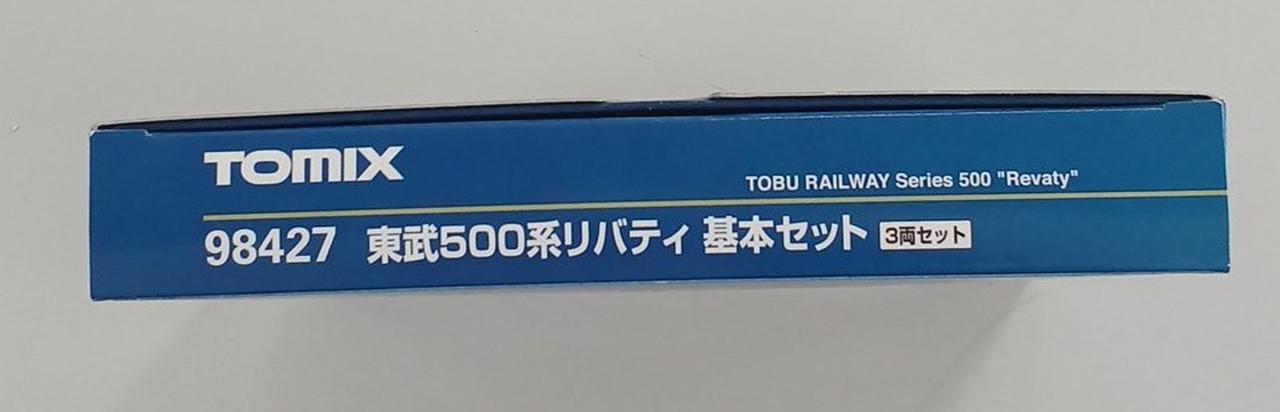 TOMIX
TOBU RAILWAY Series 500 "Revaty"
98427 東武500系リバティ 基本セット 3両セット